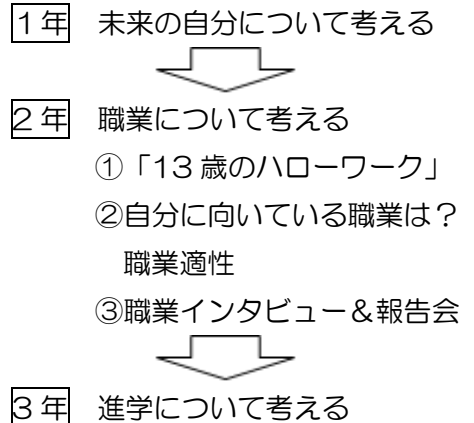 1年 未来の自分について考える
2年 職業について考える
①「13歳のハローワーク」
②自分に向いている職業は?
職業適性
③職業インタビュー&報告会
3年 進学について考える